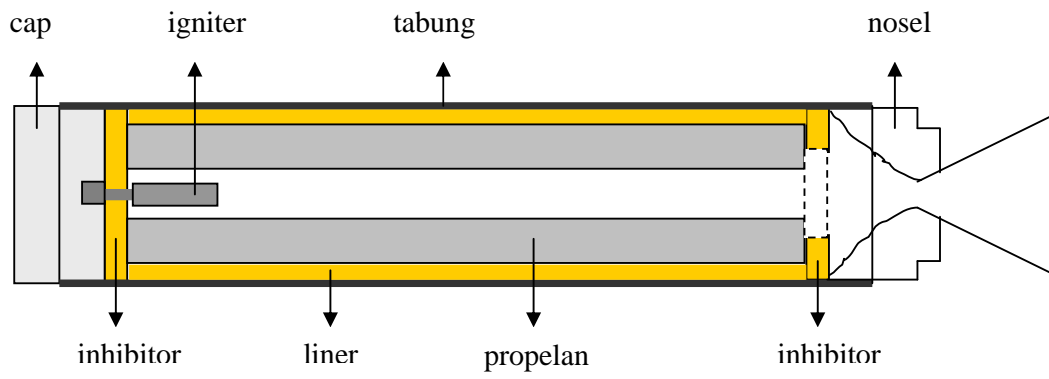 cap igniter tabung nosel
inhibitor liner propelan inhibitor